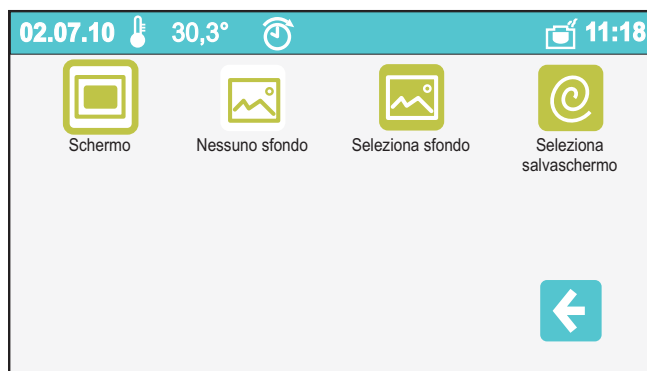 02.07.10 30,3° 11:18
Schermo Nessuno sfondo Seleziona sfondo Seleziona
salvaschermo